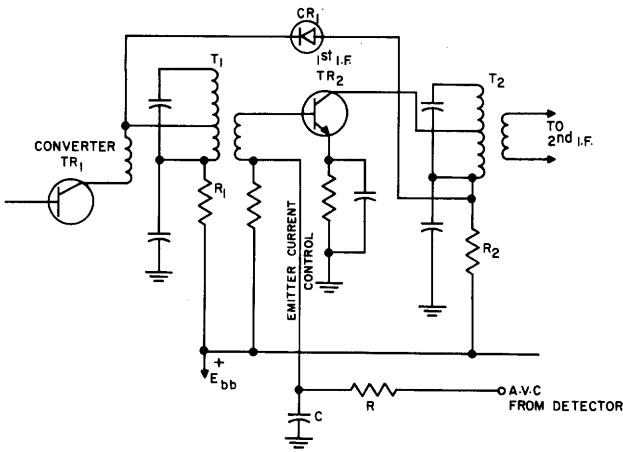 CR1
1st I.F.
TR2
T1
T2
CONVERTER
TR1
TO
2nd I.F.
R1
R2
EMITTER CURRENT
CONTROL
+
Ebb
C
R
A.V.C
FROM DETECTOR